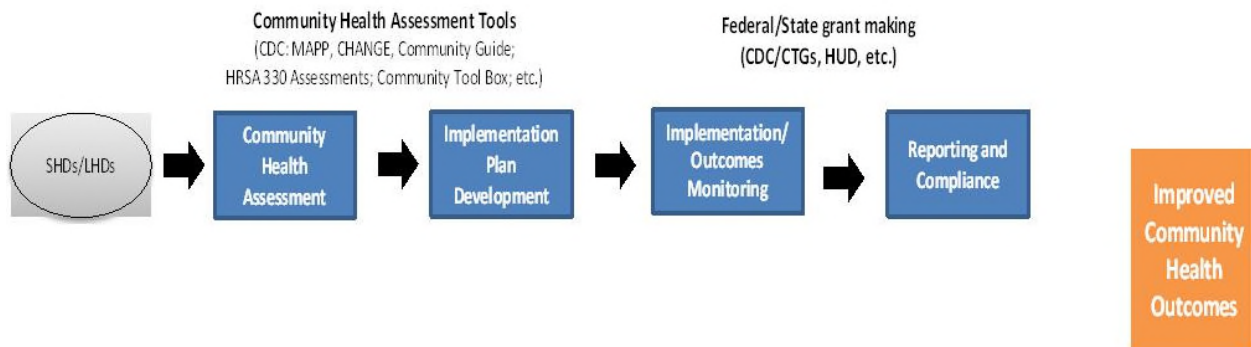 Community Health Assessment Tools
(CDC: MAPP, CHANGE, Community Guide;
HRSA 330 Assessments; Community Tool Box; etc.)
Federal/State grant making
(CDC/CTGs, HUD, etc.)
SHDs/LHDs
Community
Health
Assessment
Implementation
Plan
Development
Implementation/
Outcomes
Monitoring
Reporting and
Compliance
Improved
Community
Health
Outcomes